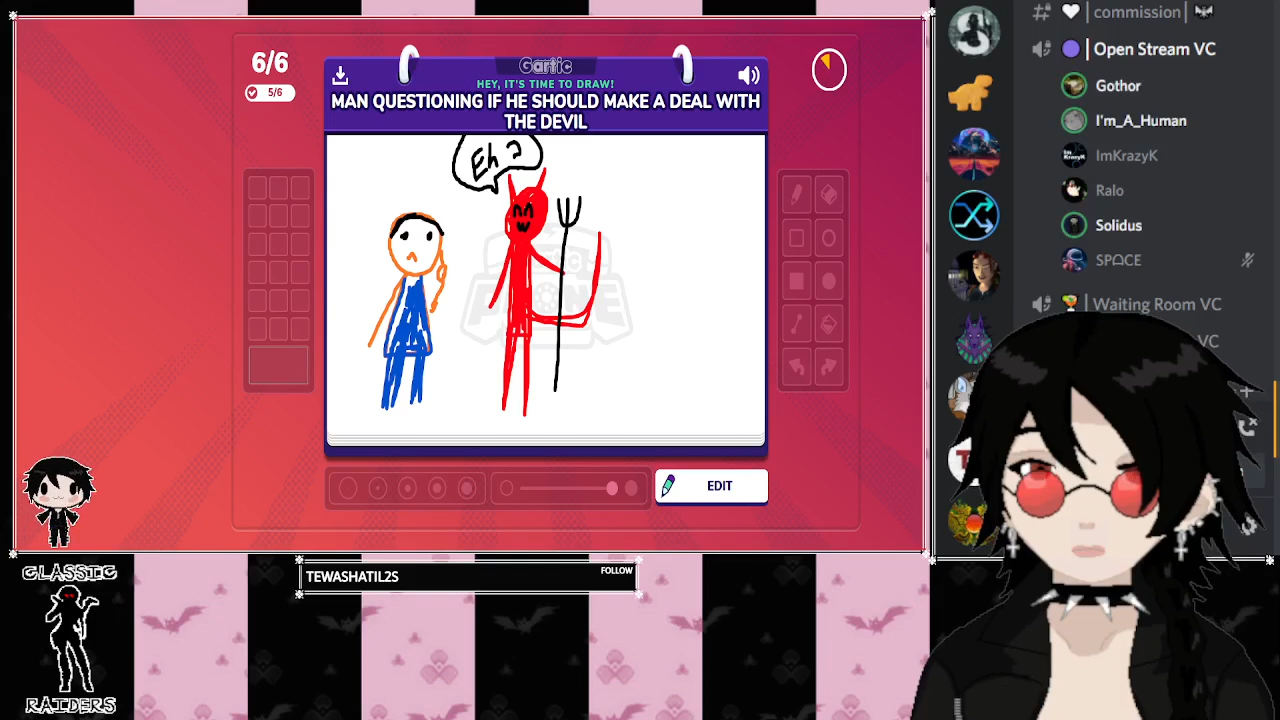 6/6
5/6
Gartic
HEY, IT'S TIME TO DRAW!
MAN QUESTIONING IF HE SHOULD MAKE A DEAL WITH
THE DEVIL
Eh?
EDIT
TEWASHATIL2S
FOLLOW
CLASSIC
RAIDERS
commission
Open Stream VC
Gothor
I'm_A_Human
ImKrazyK
Ralo
Solidus
SPΩCE
Waiting Room VC
VC